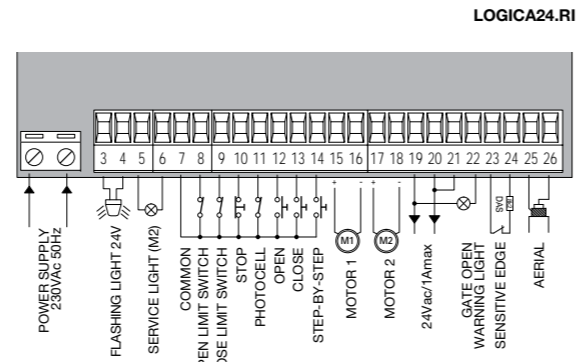 LOGICA24.RI
3 4 5 6 7 8 9 10 11 12 13 14 15 16 17 18 19 20 21 22 23 24 25 26
+ - + -
M1 M2
DAS 8K2
POWER SUPPLY
230VAc 50Hz
FLASHING LIGHT 24V
SERVICE LIGHT (M2)
COMMON
OPEN LIMIT SWITCH
CLOSE LIMIT SWITCH
STOP
PHOTOCELL
OPEN
CLOSE
STEP-BY-STEP
MOTOR 1
MOTOR 2
24Vac/1Amax
GATE OPEN
WARNING LIGHT
SENSITIVE EDGE
AERIAL